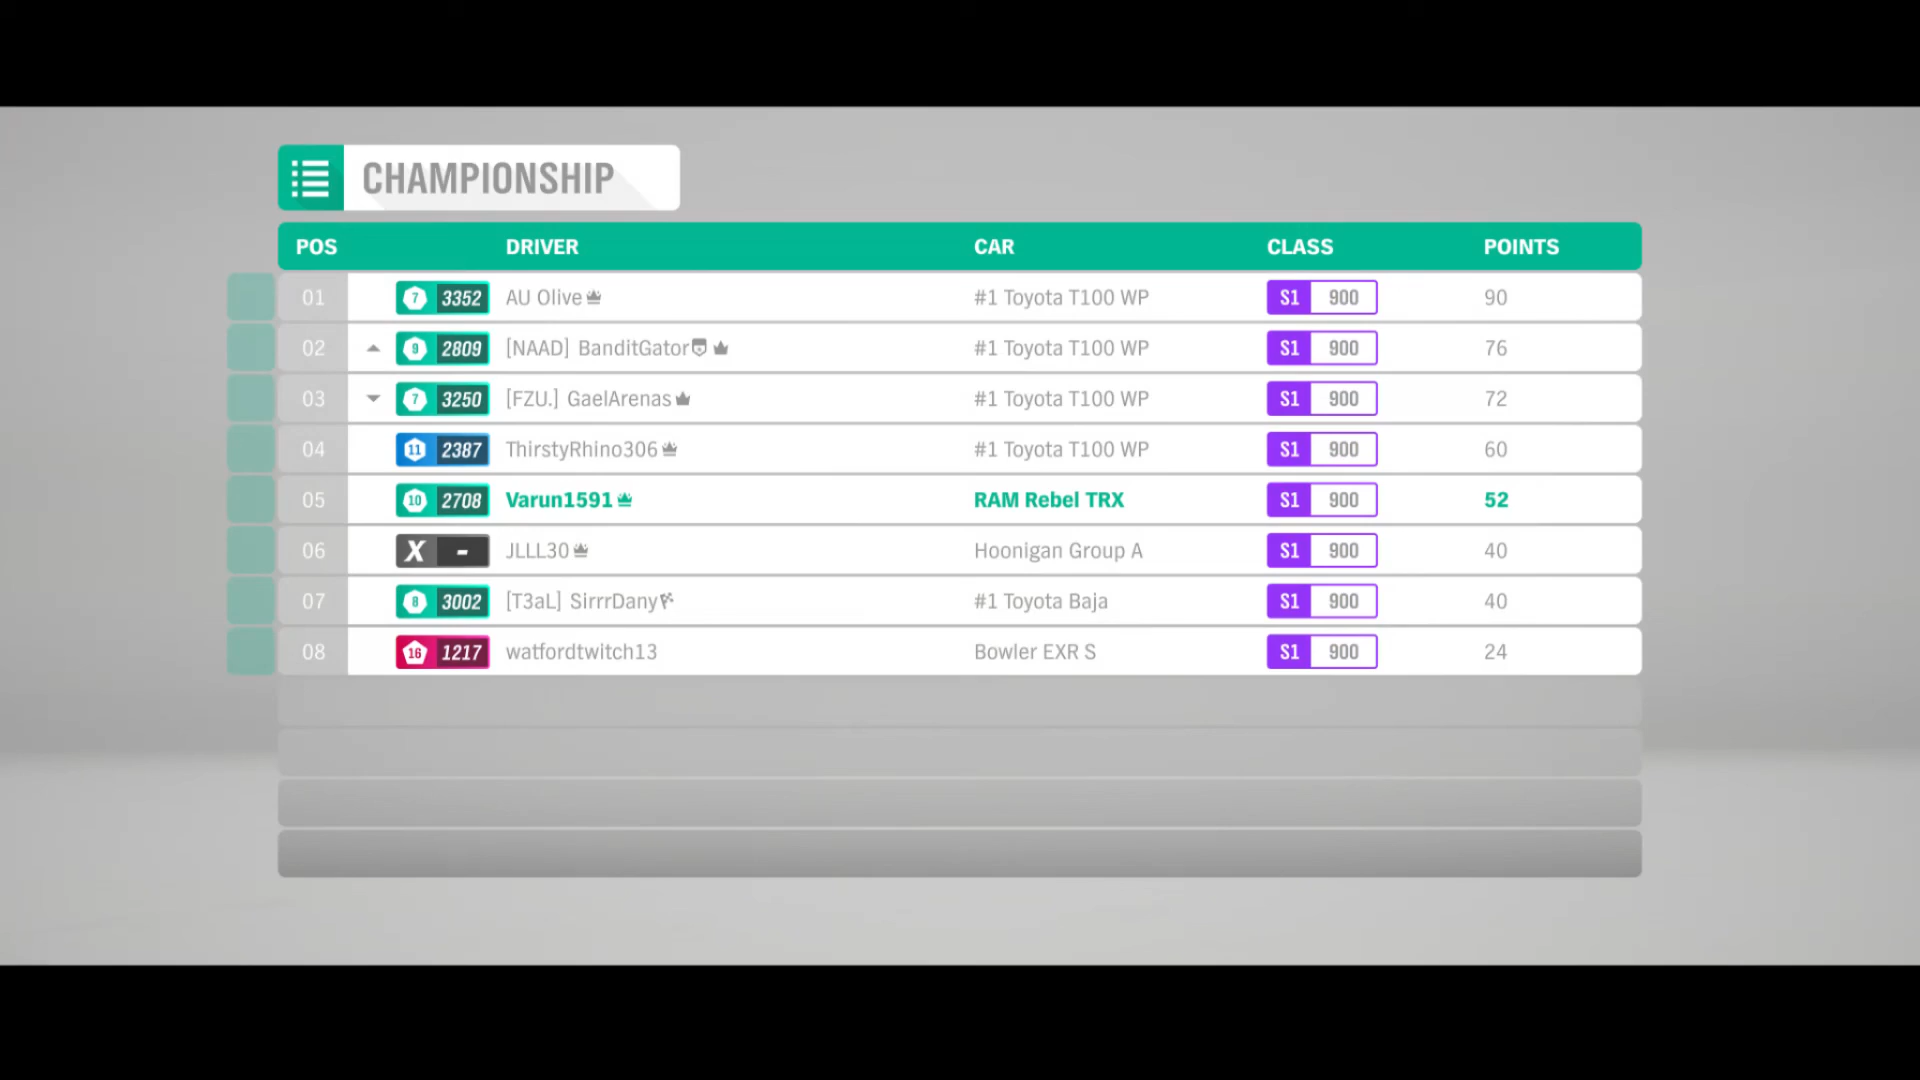 CHAMPIONSHIP
POS DRIVER CAR CLASS POINTS
01 7 3352 AU Olive #1 Toyota T100 WP S1 900 90
02 9 2809 [NAAD] BanditGator #1 Toyota T100 WP S1 900 76
03 7 3250 [FZU.] GaelArenas #1 Toyota T100 WP S1 900 72
04 11 2387 ThirstyRhino306 #1 Toyota T100 WP S1 900 60
05 10 2708 Varun1591 RAM Rebel TRX S1 900 52
06 X - JLLL30 Hoonigan Group A S1 900 40
07 8 3002 [T3aL] SirrrDany #1 Toyota Baja S1 900 40
08 16 1217 watfordtwitch13 Bowler EXR S S1 900 24